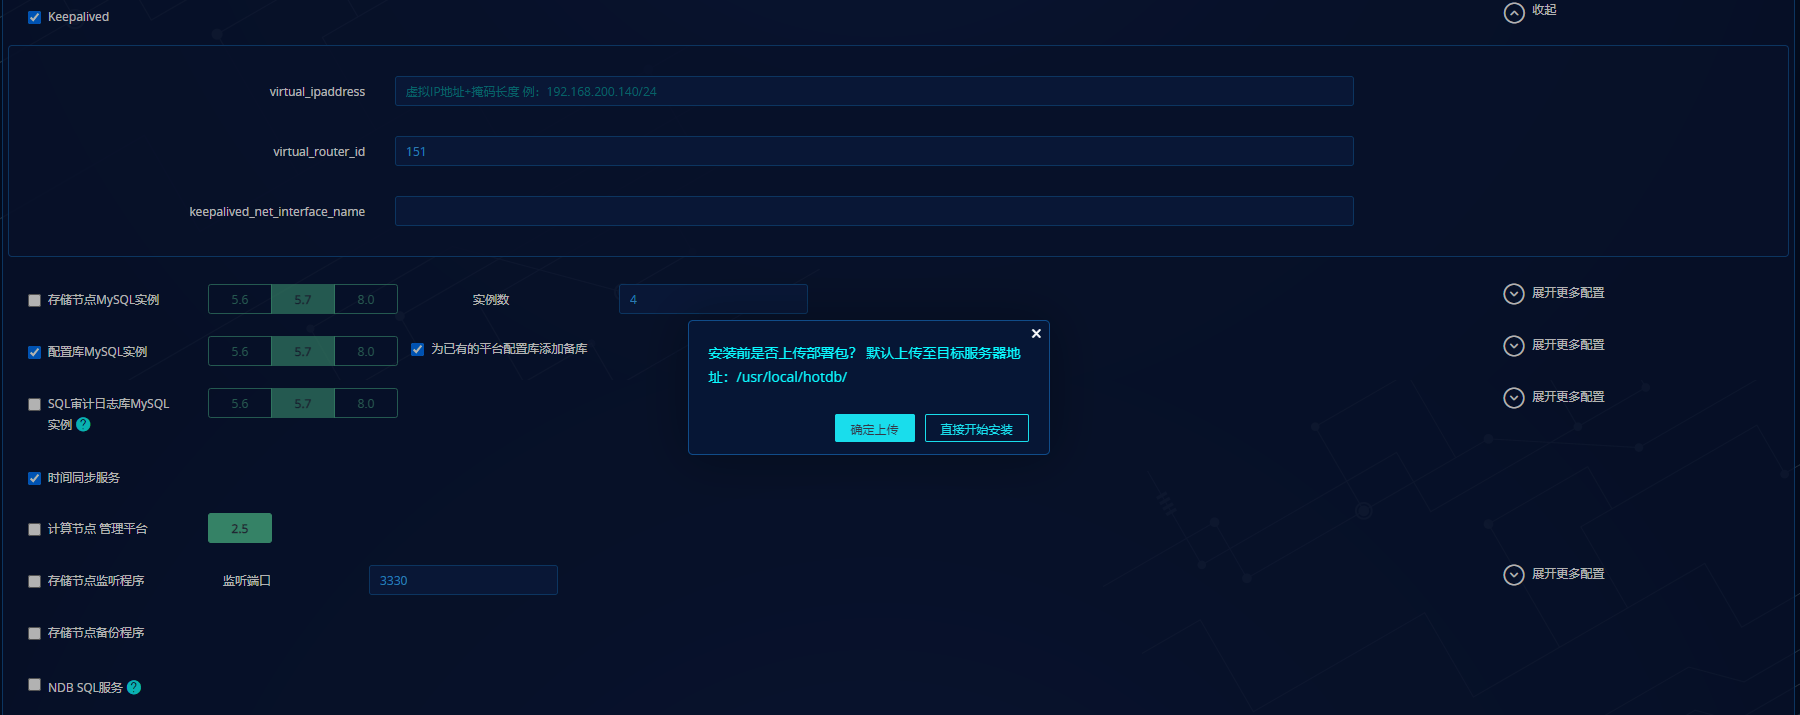 Keepalived
收起
virtual_ipaddress
虚拟IP地址+掩码长度 例：192.168.200.140/24
virtual_router_id
151
keepalived_net_interface_name
存储节点MySQL实例
5.6
5.7
8.0
实例数
4
展开更多配置
配置库MySQL实例
5.6
5.7
8.0
为已有的平台配置库添加备库
展开更多配置
安装前是否上传部署包？ 默认上传至目标服务器地
址：/usr/local/hotdb/
确定上传
直接开始安装
SQL审计日志库MySQL
实例
5.6
5.7
8.0
展开更多配置
时间同步服务
计算节点 管理平台
2.5
存储节点监听程序
监听端口
3330
展开更多配置
存储节点备份程序
NDB SQL服务